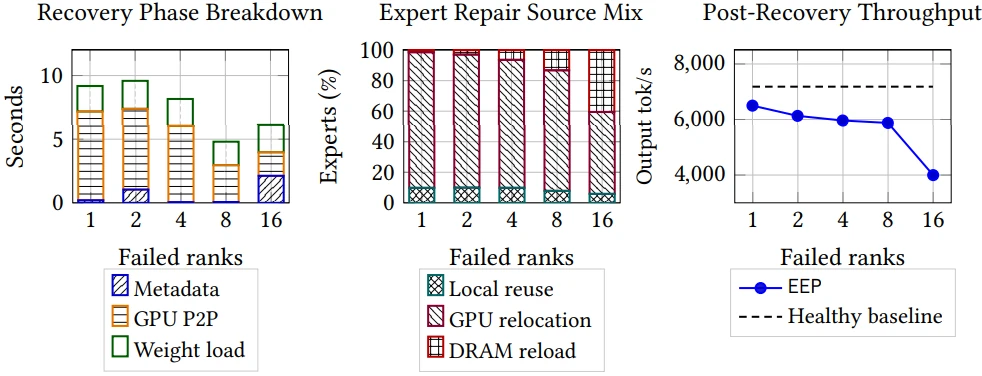 Recovery Phase Breakdown
Seconds
10
5
0
1 2 4 8 16
Failed ranks
Metadata
GPU P2P
Weight load
Expert Repair Source Mix
Experts (%)
100
80
60
40
20
0
1 2 4 8 16
Failed ranks
Local reuse
GPU relocation
DRAM reload
Post-Recovery Throughput
Output tok/s
8,000
6,000
4,000
1 2 4 8 16
Failed ranks
EEP
Healthy baseline